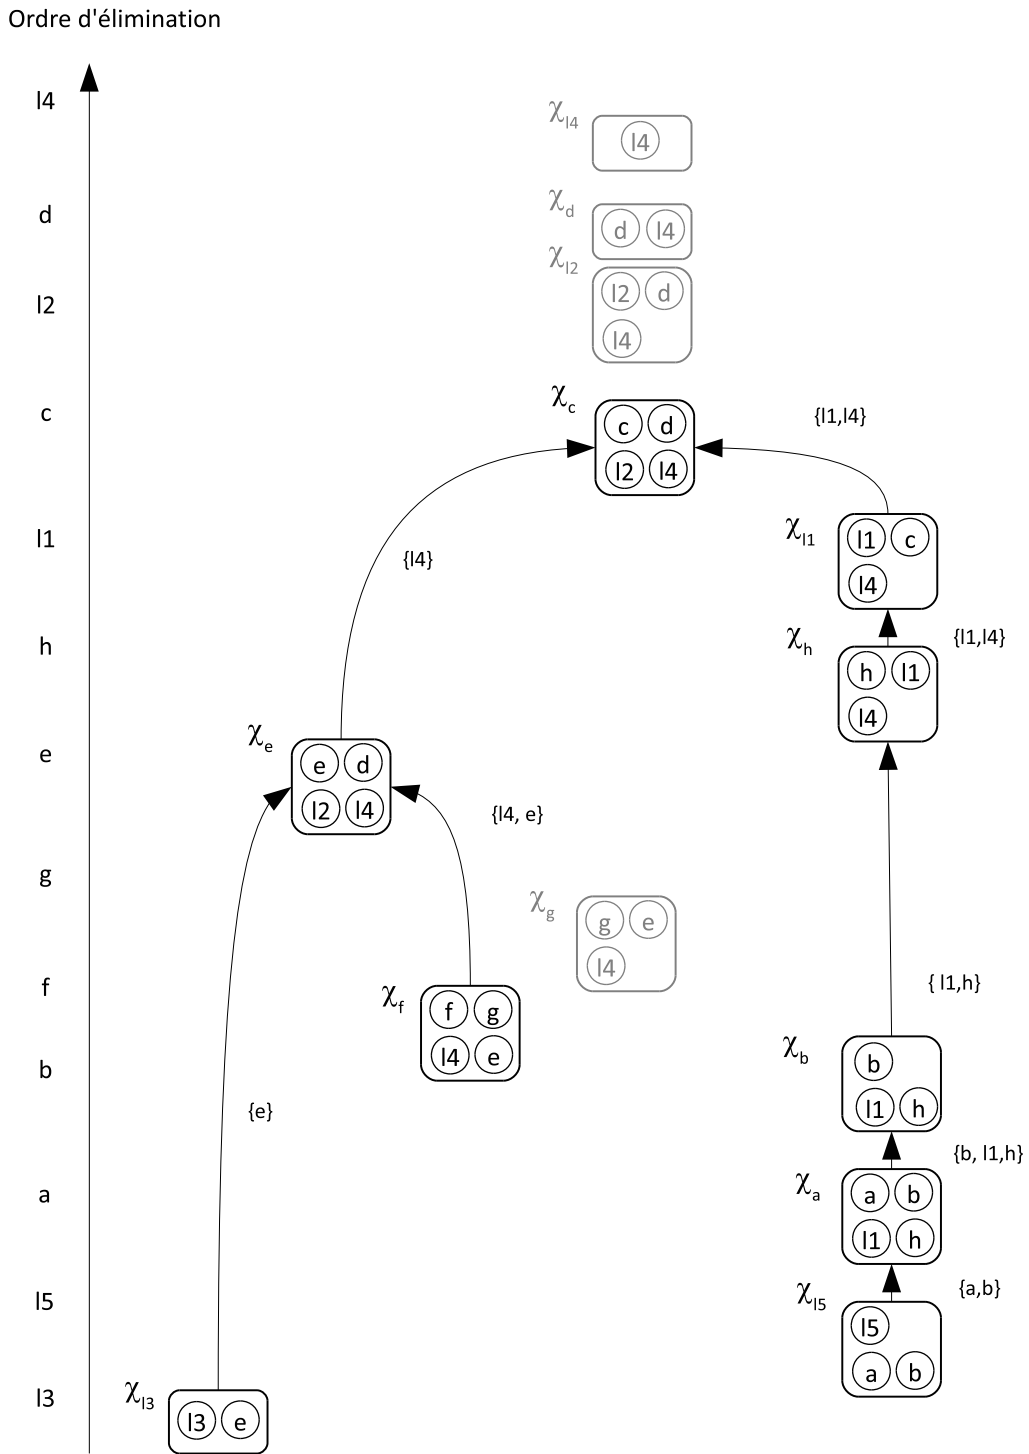 Ordre d'élimination
l4
χl4
l4
d
χd
d l4
χl2
l2
l2 d
l4
c
χc
c d
l2 l4
{l1,l4}
l1
χl1
l1 c
l4
{l4}
h
χh
h l1
l4
{l1,l4}
e
χe
e d
l2 l4
{l4, e}
g
χg
g e
l4
f
χf
f g
l4 e
{ l1,h}
b
χb
b
l1 h
{e}
{b, l1,h}
a
χa
a b
l1 h
l5
χl5
{a,b}
l5
a b
l3
χl3
l3 e